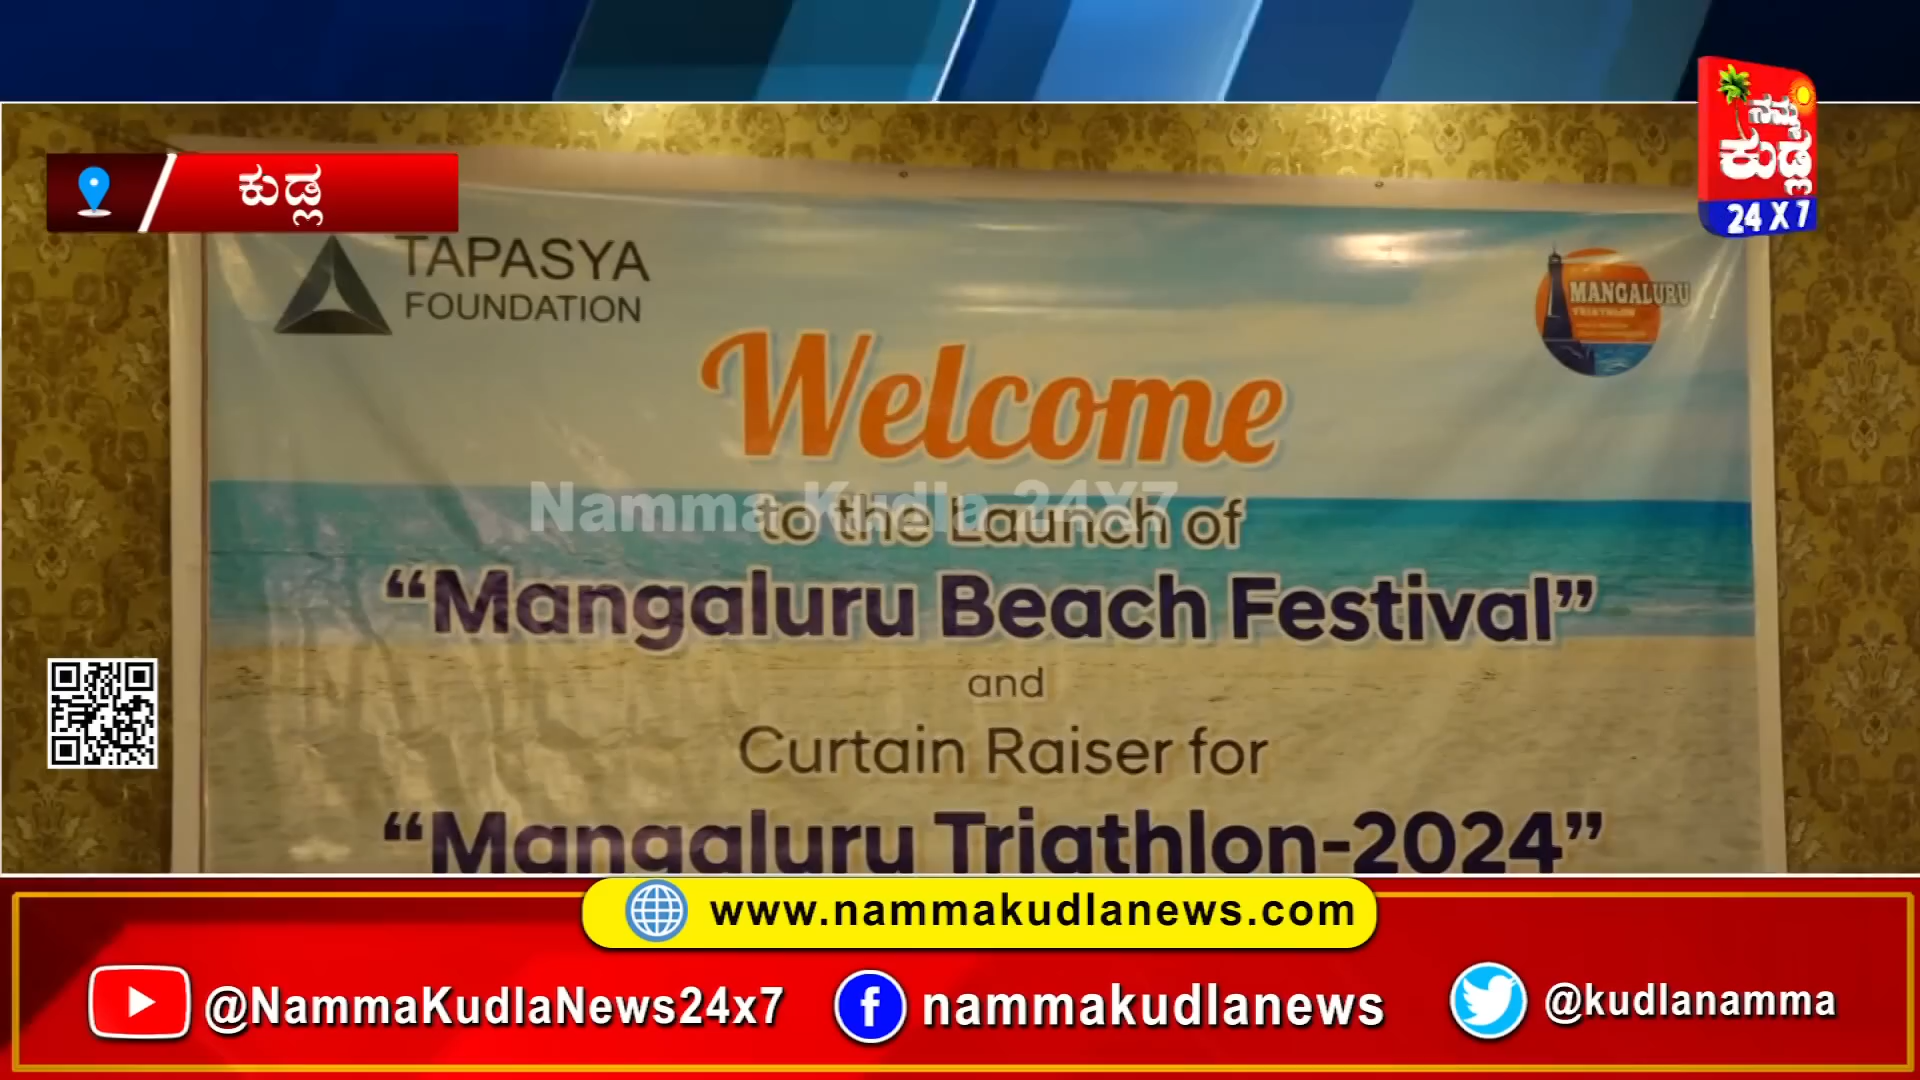 ನಮ್ಮ
ಕುಡ್ಲ
24 X 7
ಕುಡ್ಲ
TAPASYA
FOUNDATION
MANGALURU
TRIATHLON
Welcome
Namma Kudla 24X7
to the Launch of
“Mangaluru Beach Festival”
and
Curtain Raiser for
“Mangaluru Triathlon-2024”
www.nammakudlanews.com
@NammaKudlaNews24x7
nammakudlanews
@kudlanamma